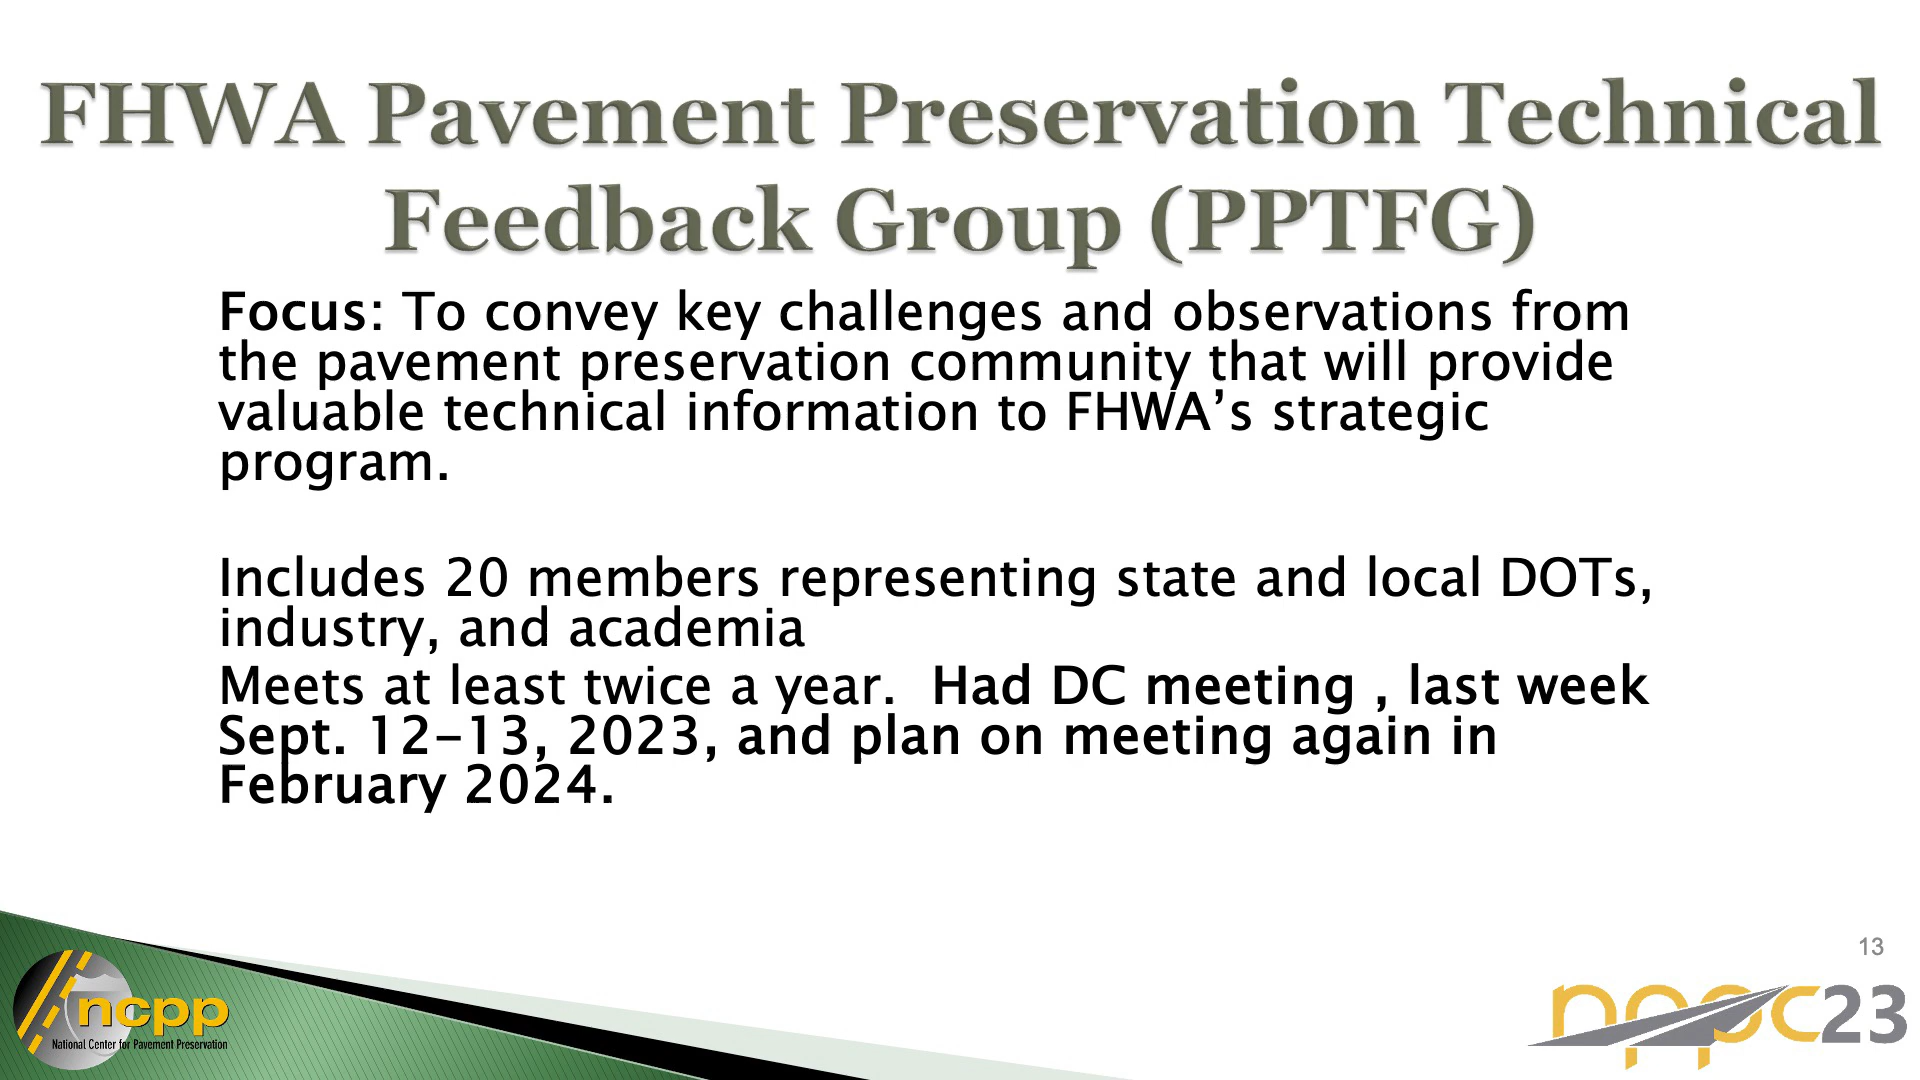 FHWA Pavement Preservation Technical
Feedback Group (PPTFG)
Focus: To convey key challenges and observations from
the pavement preservation community that will provide
valuable technical information to FHWA’s strategic
program.
Includes 20 members representing state and local DOTs,
industry, and academia
Meets at least twice a year.  Had DC meeting , last week
Sept. 12-13, 2023, and plan on meeting again in
February 2024.
13
ncpp
National Center for Pavement Preservation
nppc23